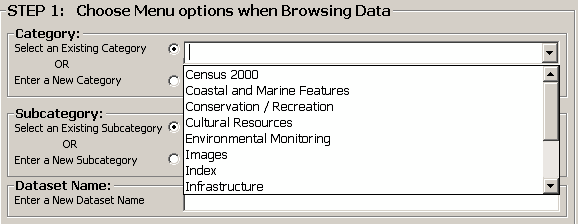 STEP 1: Choose Menu options when Browsing Data
Category:
Select an Existing Category
OR
Enter a New Category
Census 2000
Coastal and Marine Features
Conservation / Recreation
Cultural Resources
Environmental Monitoring
Images
Index
Infrastructure
Subcategory:
Select an Existing Subcategory
OR
Enter a New Subcategory
Dataset Name:
Enter a New Dataset Name